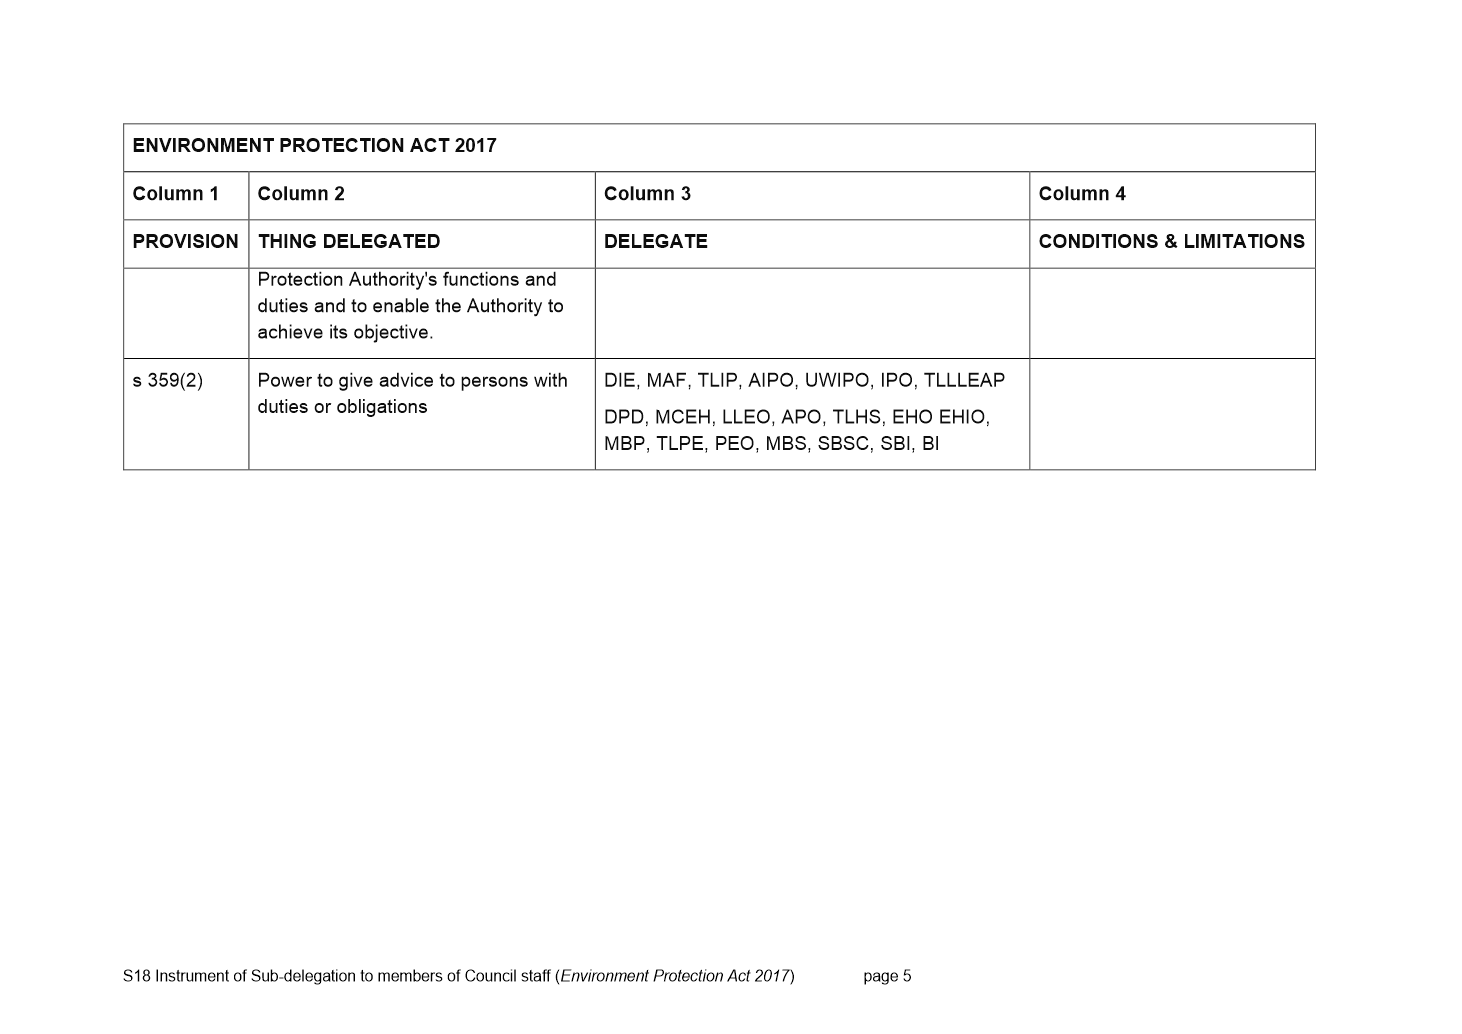 ENVIRONMENT PROTECTION ACT 2017
Column 1 Column 2 Column 3 Column 4
PROVISION THING DELEGATED DELEGATE CONDITIONS & LIMITATIONS
Protection Authority's functions and
duties and to enable the Authority to
achieve its objective.
s 359(2) Power to give advice to persons with
duties or obligations
DIE, MAF, TLIP, AIPO, UWIPO, IPO, TLLLEAP
DPD, MCEH, LLEO, APO, TLHS, EHO EHIO,
MBP, TLPE, PEO, MBS, SBSC, SBI, BI
S18 Instrument of Sub-delegation to members of Council staff (Environment Protection Act 2017) page 5